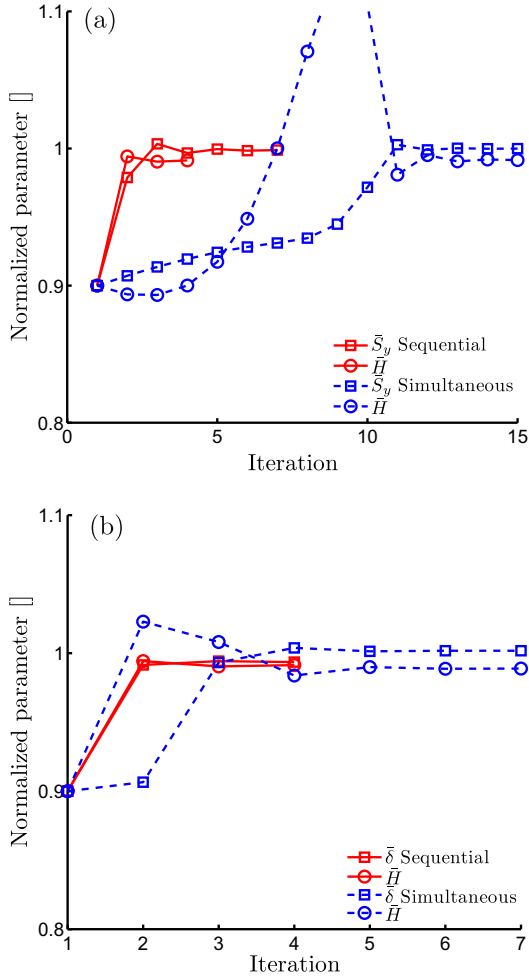 1.1
(a)
1
0.9
0.8
Normalized parameter []
S̄y Sequential
H̄
S̄y Simultaneous
H̄
0 5 10 15
Iteration
1.1
(b)
1
0.9
0.8
Normalized parameter []
δ̄ Sequential
H̄
δ̄ Simultaneous
H̄
1 2 3 4 5 6 7
Iteration